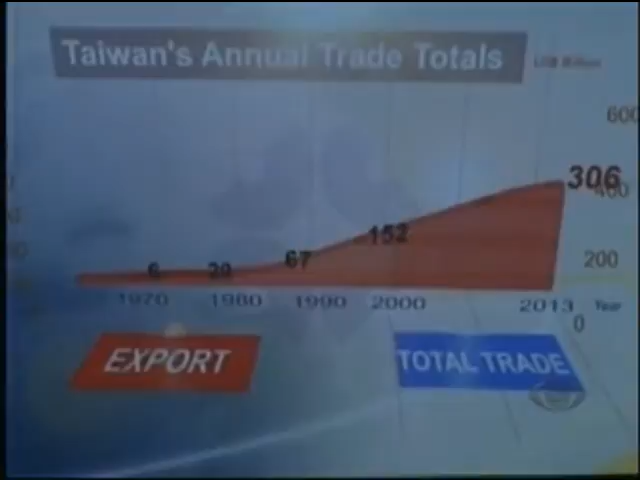 Taiwan's Annual Trade Totals
US$ Billion
600
306
400
152
67
20
6
200
1970 1980 1990 2000 2013 Year
0
EXPORT
TOTAL TRADE